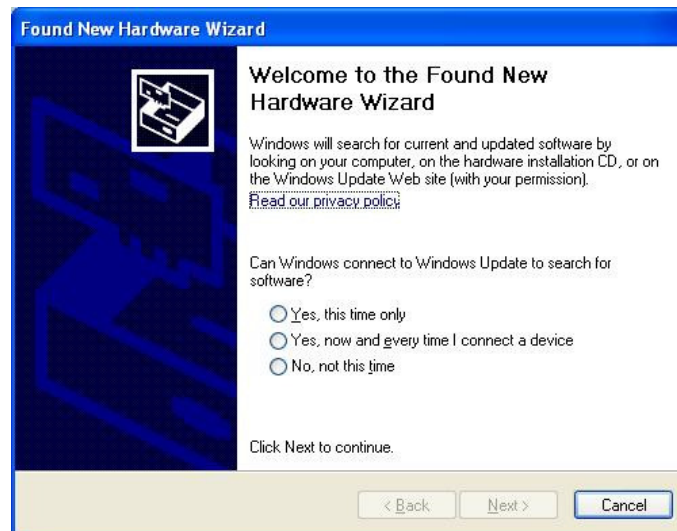 Found New Hardware Wizard
Welcome to the Found New
Hardware Wizard
Windows will search for current and updated software by
looking on your computer, on the hardware installation CD, or on
the Windows Update Web site (with your permission).
Read our privacy policy
Can Windows connect to Windows Update to search for
software?
Yes, this time only
Yes, now and every time I connect a device
No, not this time
Click Next to continue.
< Back
Next >
Cancel